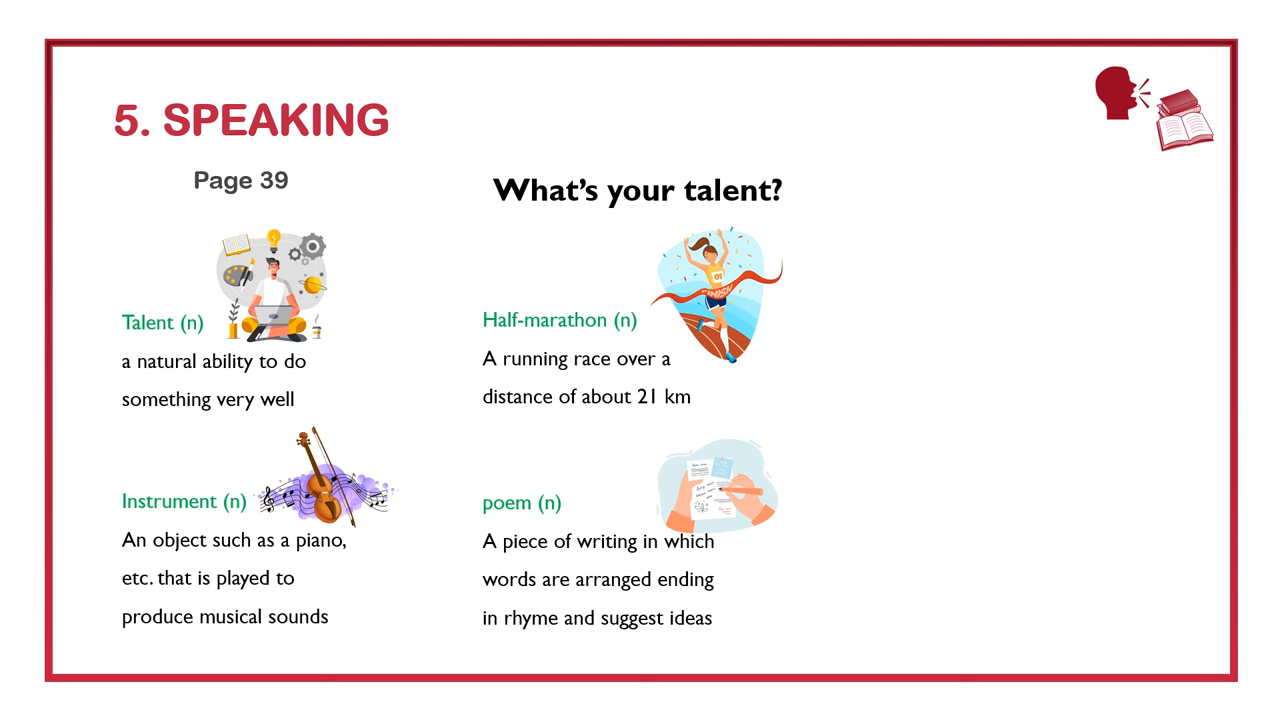 5. SPEAKING
Page 39
What's your talent?
Talent (n)
a natural ability to do
something very well
Half-marathon (n)
A running race over a
distance of about 21 km
01
FINISH
Instrument (n)
An object such as a piano,
etc. that is played to
produce musical sounds
poem (n)
A piece of writing in which
words are arranged ending
in rhyme and suggest ideas